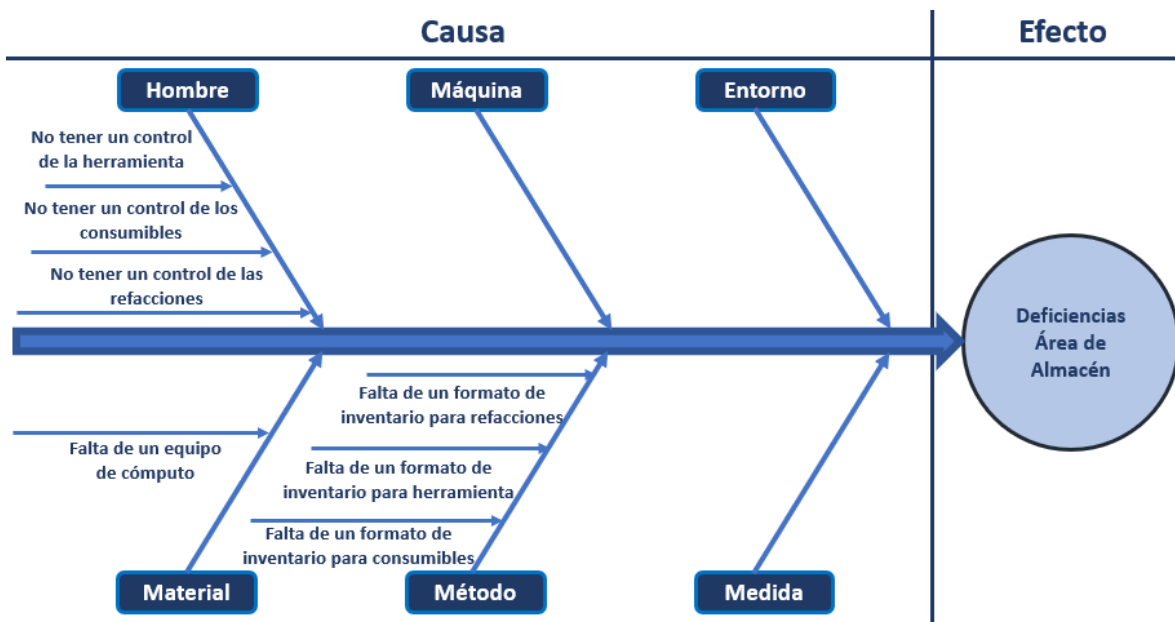 Causa
Efecto
Hombre
Máquina
Entorno
No tener un control
de la herramienta
No tener un control de los
consumibles
No tener un control de las
refacciones
Deficiencias
Área de
Almacén
Falta de un formato de
inventario para refacciones
Falta de un equipo
de cómputo
Falta de un formato de
inventario para herramienta
Falta de un formato de
inventario para consumibles
Material
Método
Medida